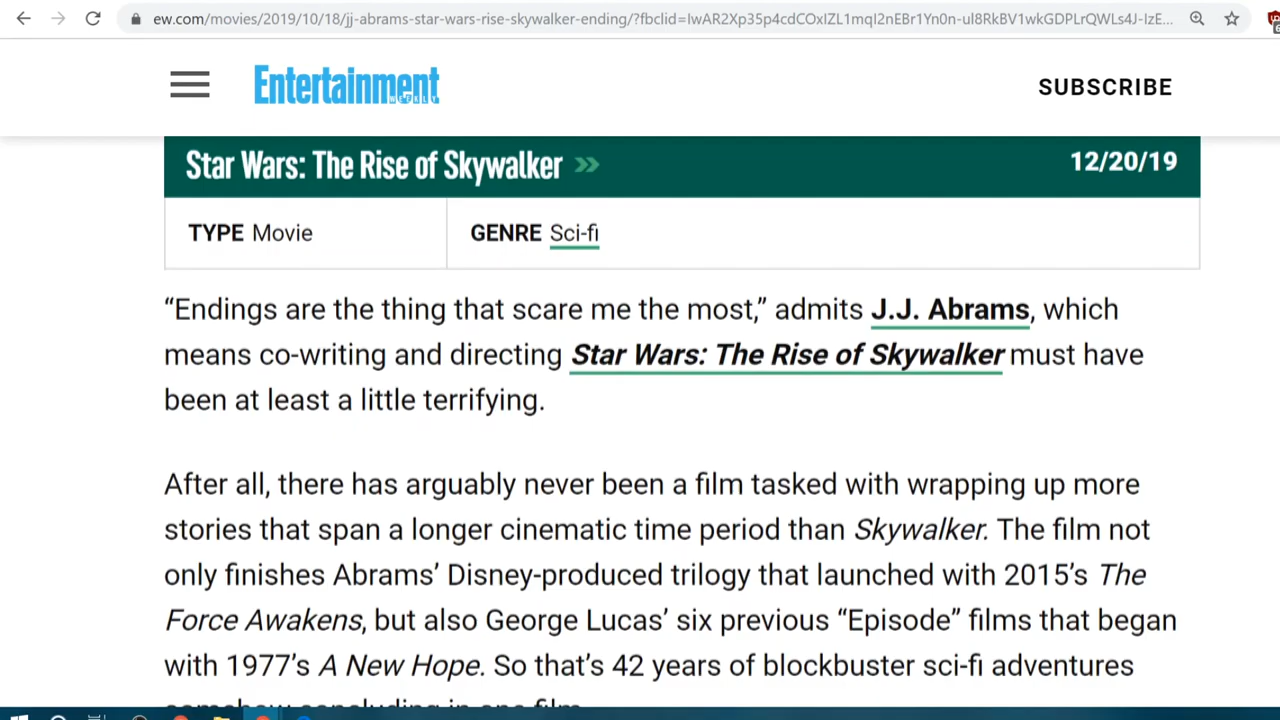 ew.com/movies/2019/10/18/jj-abrams-star-wars-rise-skywalker-ending/?fbclid=IwAR2Xp35p4cdCOxIZL1mqI2nEBr1Yn0n-ul8RkBV1wkGDPLrQWLs4J-IzE...
Entertainment
WEEKLY
SUBSCRIBE
Star Wars: The Rise of Skywalker »
12/20/19
TYPE Movie
GENRE Sci-fi
“Endings are the thing that scare me the most,” admits J.J. Abrams, which
means co-writing and directing Star Wars: The Rise of Skywalker must have
been at least a little terrifying.
After all, there has arguably never been a film tasked with wrapping up more
stories that span a longer cinematic time period than Skywalker. The film not
only finishes Abrams’ Disney-produced trilogy that launched with 2015’s The
Force Awakens, but also George Lucas’ six previous “Episode” films that began
with 1977’s A New Hope. So that’s 42 years of blockbuster sci-fi adventures
somehow concluding in one film.